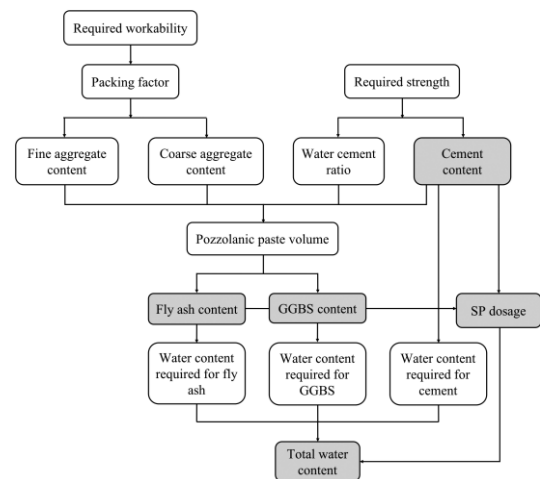 Required workability
Packing factor
Required strength
Fine aggregate
content
Coarse aggregate
content
Water cement
ratio
Cement
content
Pozzolanic paste volume
Fly ash content
GGBS content
SP dosage
Water content
required for fly
ash
Water content
required for
GGBS
Water content
required for
cement
Total water
content